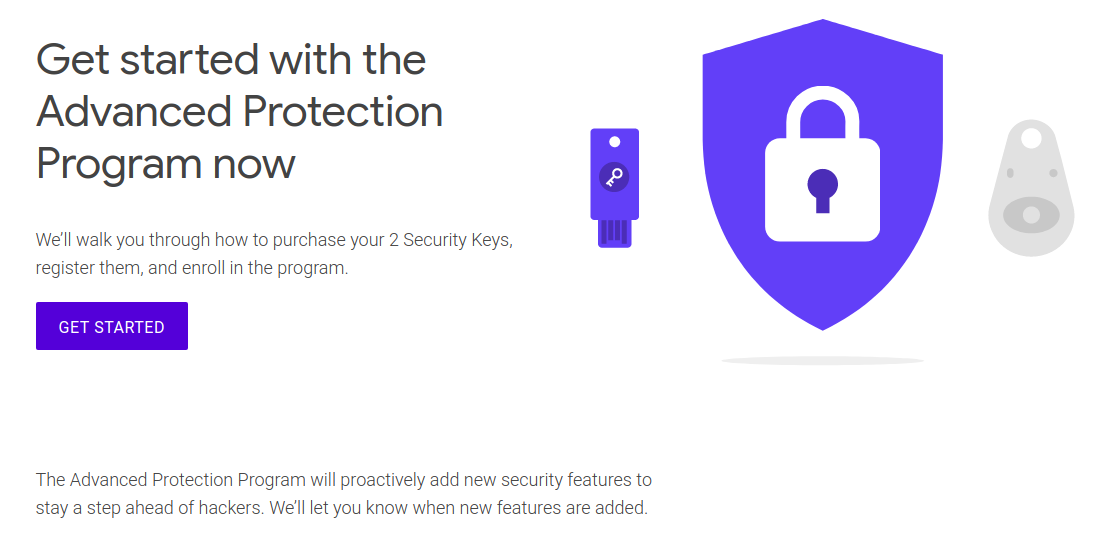 Get started with the
Advanced Protection
Program now
We’ll walk you through how to purchase your 2 Security Keys,
register them, and enroll in the program.
GET STARTED
The Advanced Protection Program will proactively add new security features to
stay a step ahead of hackers. We’ll let you know when new features are added.